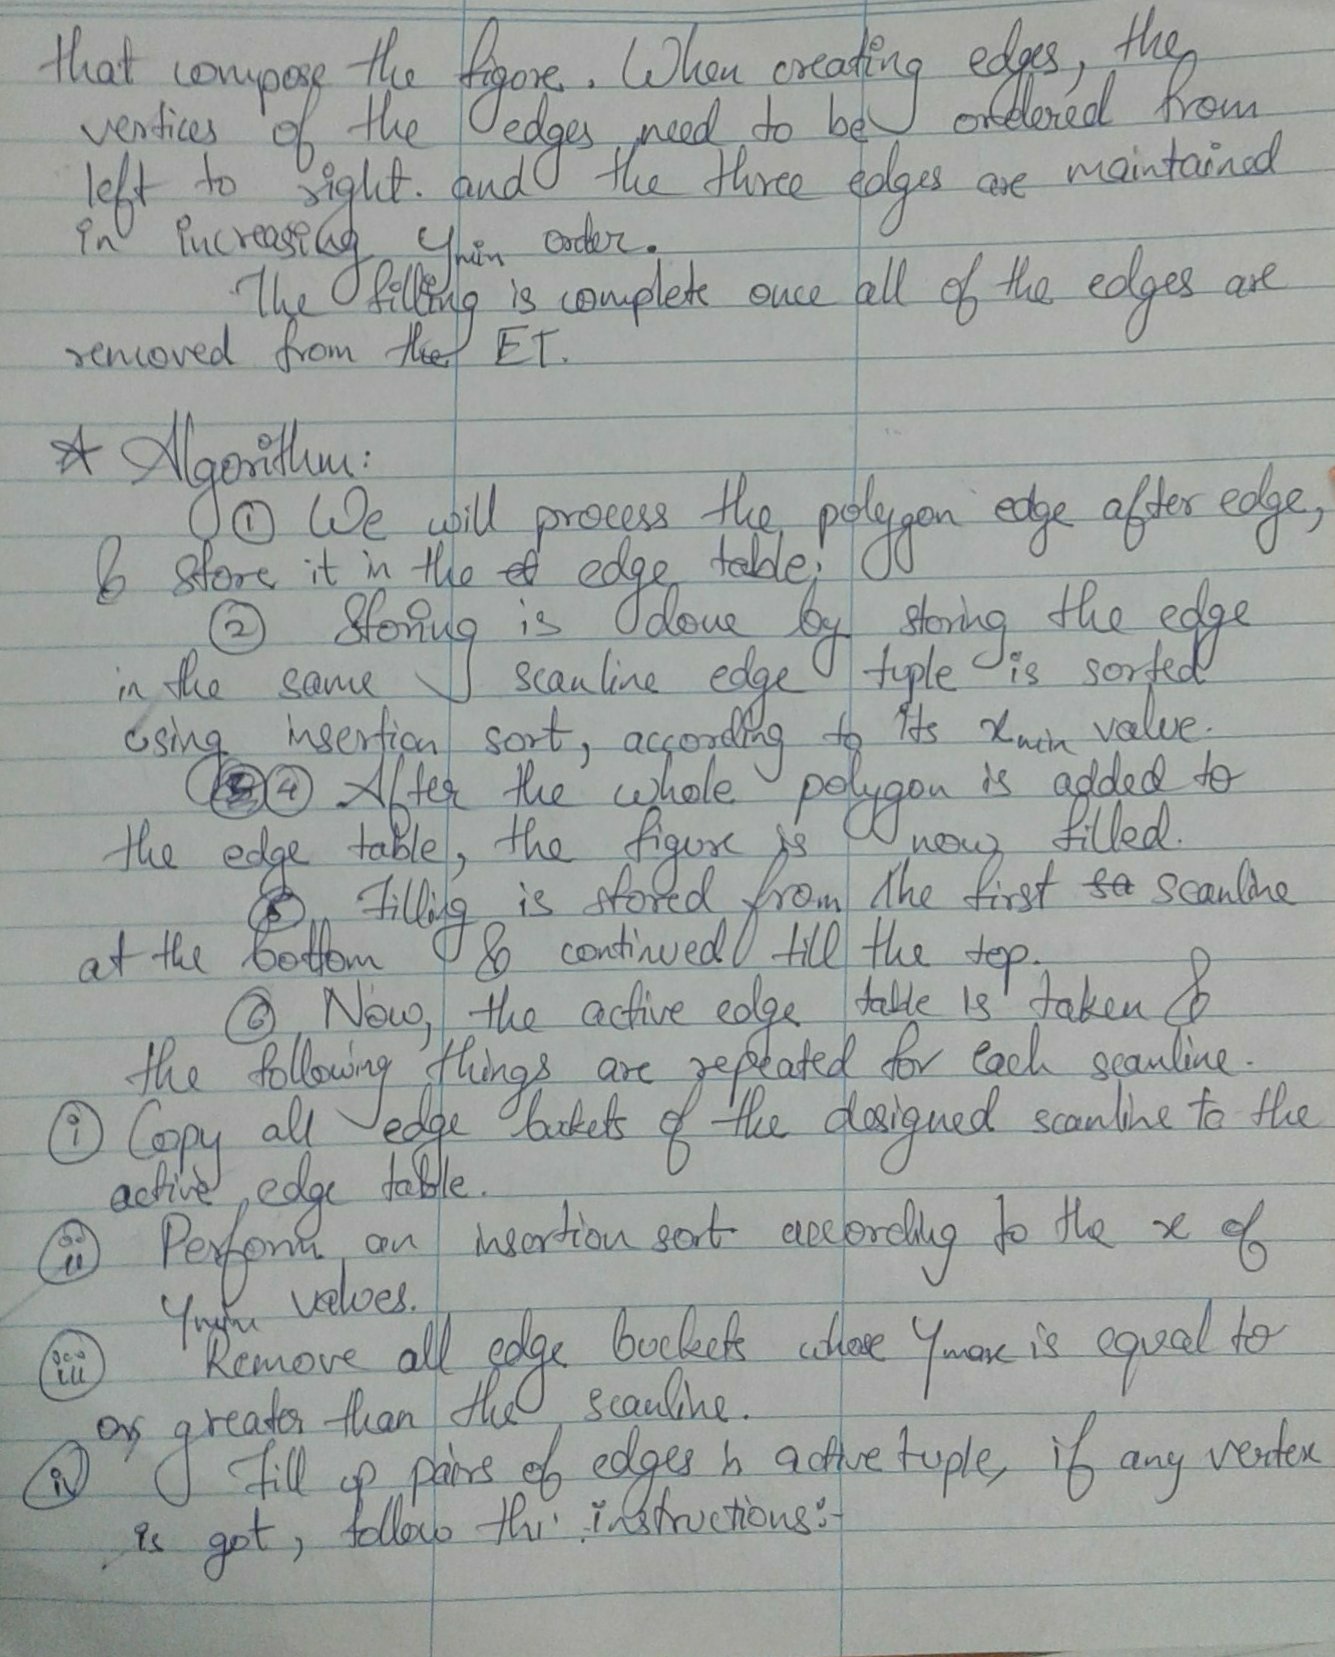 that compose the figure. When creating edges, the
vertices of the edges need to be ordered from
left to right. and the three edges are maintained
in increasing Ymin order.
The filling is complete once all of the edges are
removed from the ET.
☆ Algorithm:
① We will process the polygon edge after edge,
& store it in the edge table;
② Storing is done by storing the edge
in the same scanline edge tuple is sorted
using insertion sort, according to its xmin value.
④ After the whole polygon is added to
the edge table, the figure is now filled.
⑤ Filling is stored from the first scanline
at the bottom & continued till the top.
⑥ Now, the active edge table is taken &
the following things are repeated for each scanline.
ⓘ Copy all edge buckets of the designed scanline to the
active edge table.
(ii) Perform an insertion sort according to the x of
Ymin values.
(iii) Remove all edge buckets whose Ymax is equal to
or greater than the scanline.
(iv) Fill up pairs of edges in active tuple, if any vertex
is got, follow the instructions:-